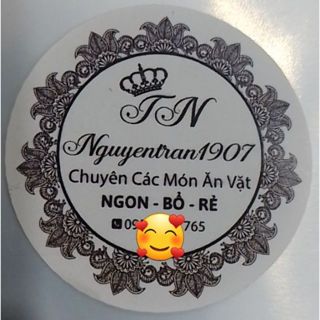 TN
Nguyentran1907
Chuyên Các Món Ăn Vặt
NGON - BỔ - RẺ